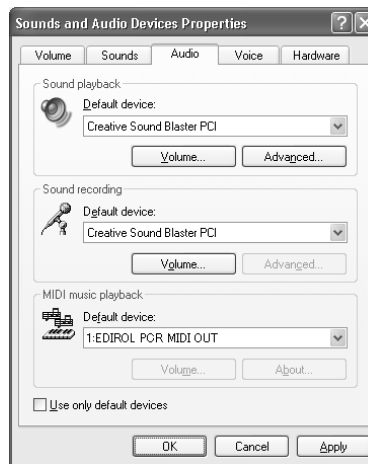 Sounds and Audio Devices Properties
Volume Sounds Audio Voice Hardware
Sound playback
Default device:
Creative Sound Blaster PCI
Volume... Advanced...
Sound recording
Default device:
Creative Sound Blaster PCI
Volume... Advanced...
MIDI music playback
Default device:
1:EDIROL PCR MIDI OUT
Volume... About...
Use only default devices
OK Cancel Apply